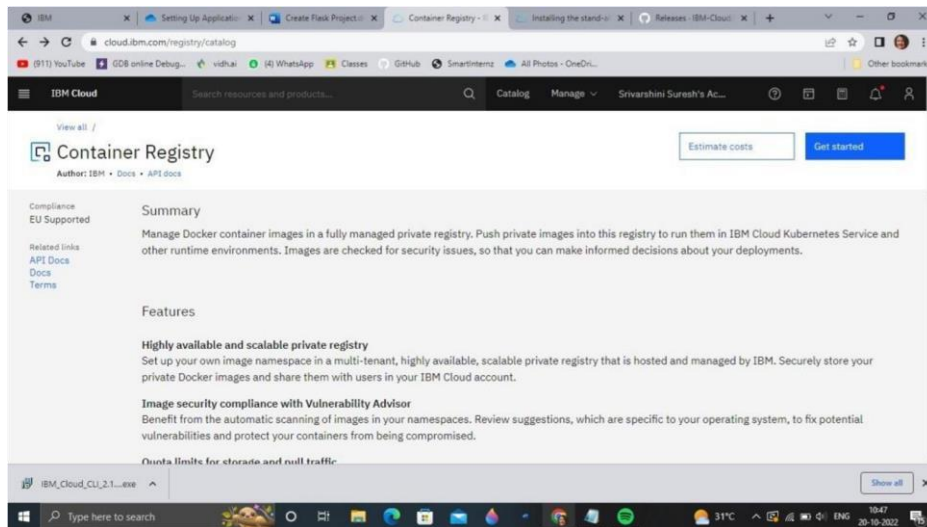 IBM
Setting Up Application
Create Flask Project
Container Registry - I
Installing the stand-al
Releases · IBM-Cloud
cloud.ibm.com/registry/catalog
(911) YouTube
GDB online Debug...
vidhai
(4) WhatsApp
Classes
GitHub
Smartinternz
All Photos - OneDri...
Other bookmark
IBM Cloud
Search resources and products...
Catalog
Manage
Srivarshini Suresh's Ac...
View all /
Container Registry
Author: IBM • Docs • API docs
Estimate costs
Get started
Compliance
EU Supported
Related links
API Docs
Docs
Terms
Summary
Manage Docker container images in a fully managed private registry. Push private images into this registry to run them in IBM Cloud Kubernetes Service and
other runtime environments. Images are checked for security issues, so that you can make informed decisions about your deployments.
Features
Highly available and scalable private registry
Set up your own image namespace in a multi-tenant, highly available, scalable private registry that is hosted and managed by IBM. Securely store your
private Docker images and share them with users in your IBM Cloud account.
Image security compliance with Vulnerability Advisor
Benefit from the automatic scanning of images in your namespaces. Review suggestions, which are specific to your operating system, to fix potential
vulnerabilities and protect your containers from being compromised.
Quota limits for storage and pull traffic
IBM_Cloud_CLI_2.1....exe
Show all
Type here to search
31°C
ENG
10:47
20-10-2022